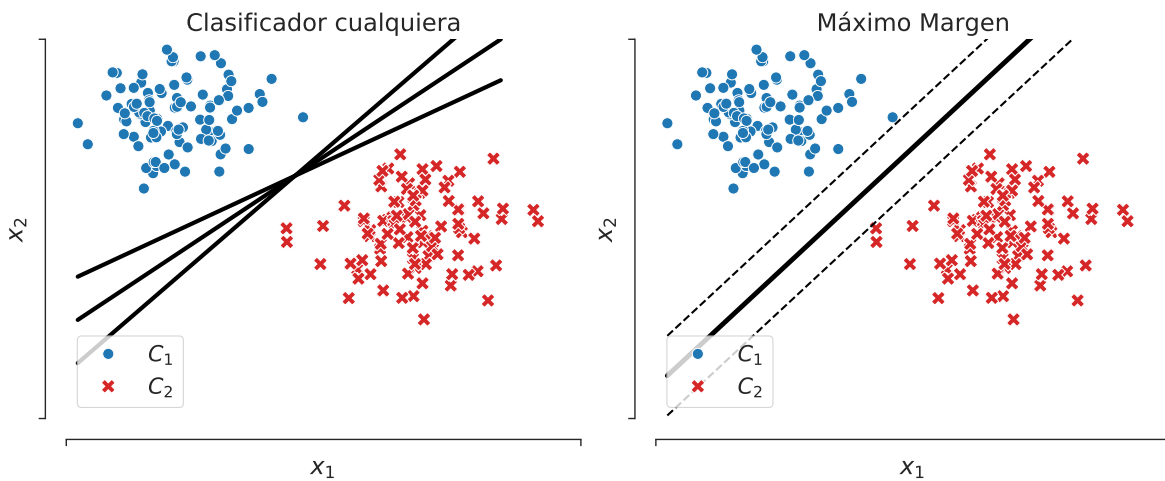 Clasificador cualquiera
x₂
C₁
C₂
x₁
Máximo Margen
x₂
C₁
C₂
x₁